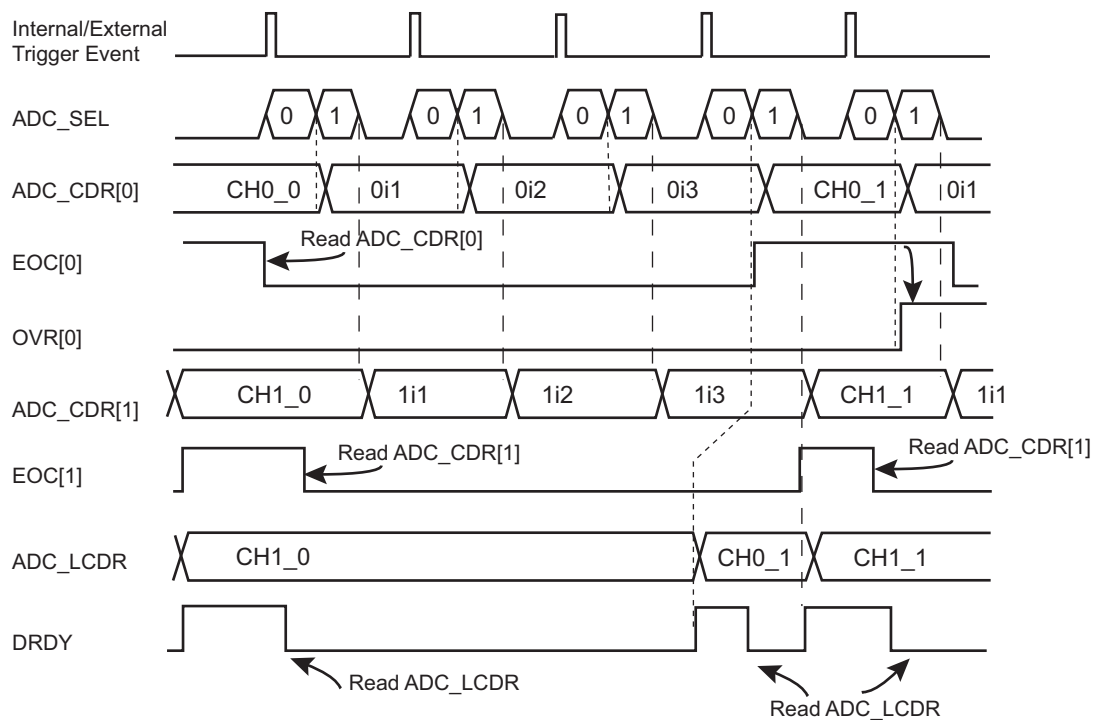 Internal/External
Trigger Event
ADC_SEL
0 1 0 1 0 1 0 1 0 1
ADC_CDR[0]
CH0_0 0i1 0i2 0i3 CH0_1 0i1
Read ADC_CDR[0]
EOC[0]
OVR[0]
ADC_CDR[1]
CH1_0 1i1 1i2 1i3 CH1_1 1i1
Read ADC_CDR[1] Read ADC_CDR[1]
EOC[1]
ADC_LCDR
CH1_0 CH0_1 CH1_1
DRDY
Read ADC_LCDR
Read ADC_LCDR